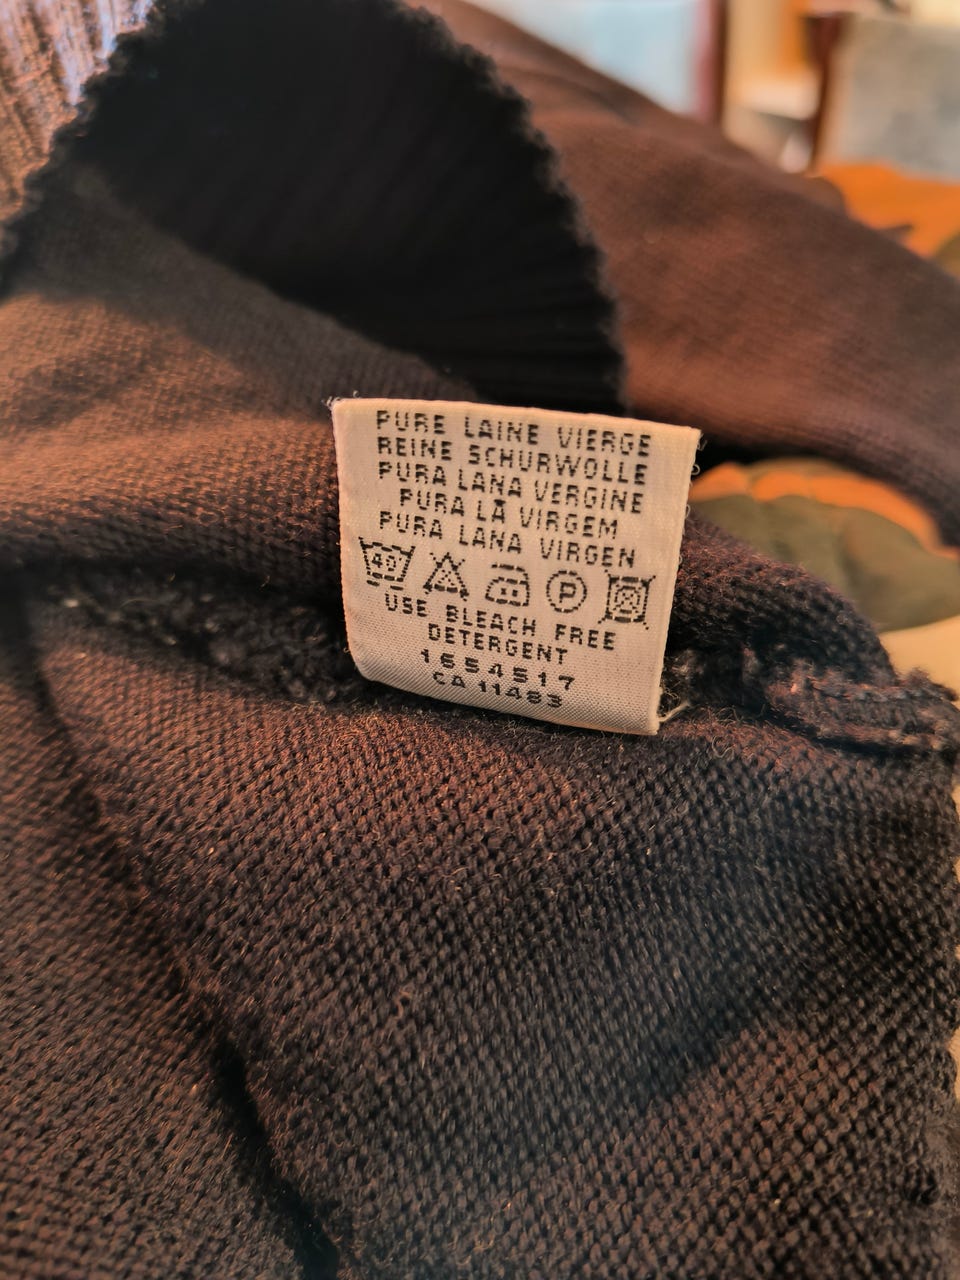 PURE LAINE VIERGE
REINE SCHURWOLLE
PURA LANA VERGINE
PURA LÃ VIRGEM
PURA LANA VIRGEN
40 P
USE BLEACH FREE
DETERGENT
1654517
CA 11483